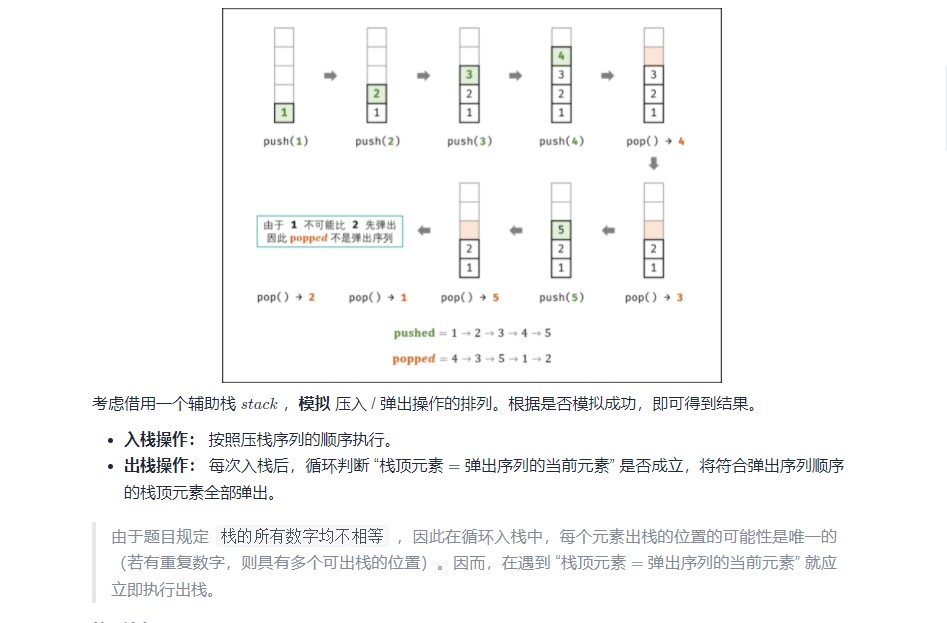 1
2
1
3
2
1
4
3
2
1
3
2
1
push(1)
push(2)
push(3)
push(4)
pop() → 4
由于 1 不可能比 2 先弹出
因此 popped 不是弹出序列
2
1
5
2
1
2
1
pop() → 2
pop() → 1
pop() → 5
push(5)
pop() → 3
pushed = 1 → 2 → 3 → 4 → 5
popped = 4 → 3 → 5 → 1 → 2
考虑借用一个辅助栈 stack ，模拟 压入 / 弹出操作的排列。根据是否模拟成功，即可得到结果。
• 入栈操作： 按照压栈序列的顺序执行。
• 出栈操作： 每次入栈后，循环判断 “栈顶元素 = 弹出序列的当前元素” 是否成立，将符合弹出序列顺序
的栈顶元素全部弹出。
由于题目规定 栈的所有数字均不相等 ，因此在循环入栈中，每个元素出栈的位置的可能性是唯一的
（若有重复数字，则具有多个可出栈的位置）。因而，在遇到 “栈顶元素 = 弹出序列的当前元素” 就应
立即执行出栈。